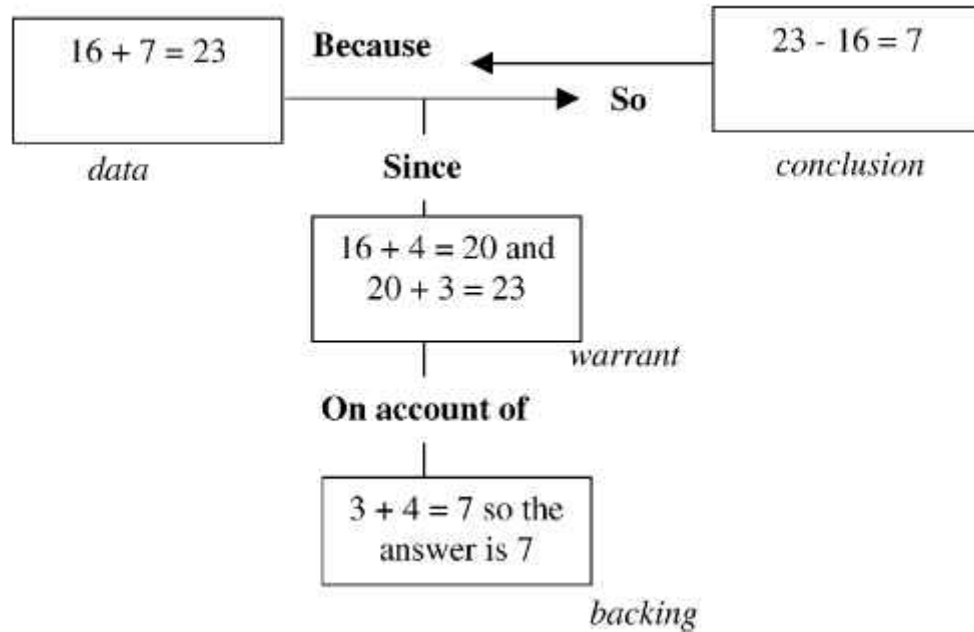 16 + 7 = 23
Because
23 - 16 = 7
So
data
Since
conclusion
16 + 4 = 20 and
20 + 3 = 23
warrant
On account of
3 + 4 = 7 so the
answer is 7
backing